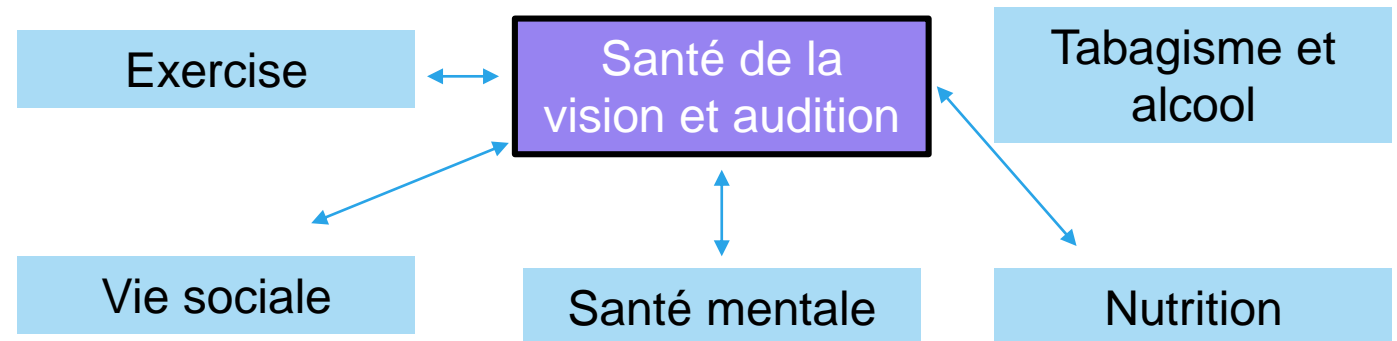 Exercise
Santé de la
vision et audition
Tabagisme et
alcool
Vie sociale
Santé mentale
Nutrition